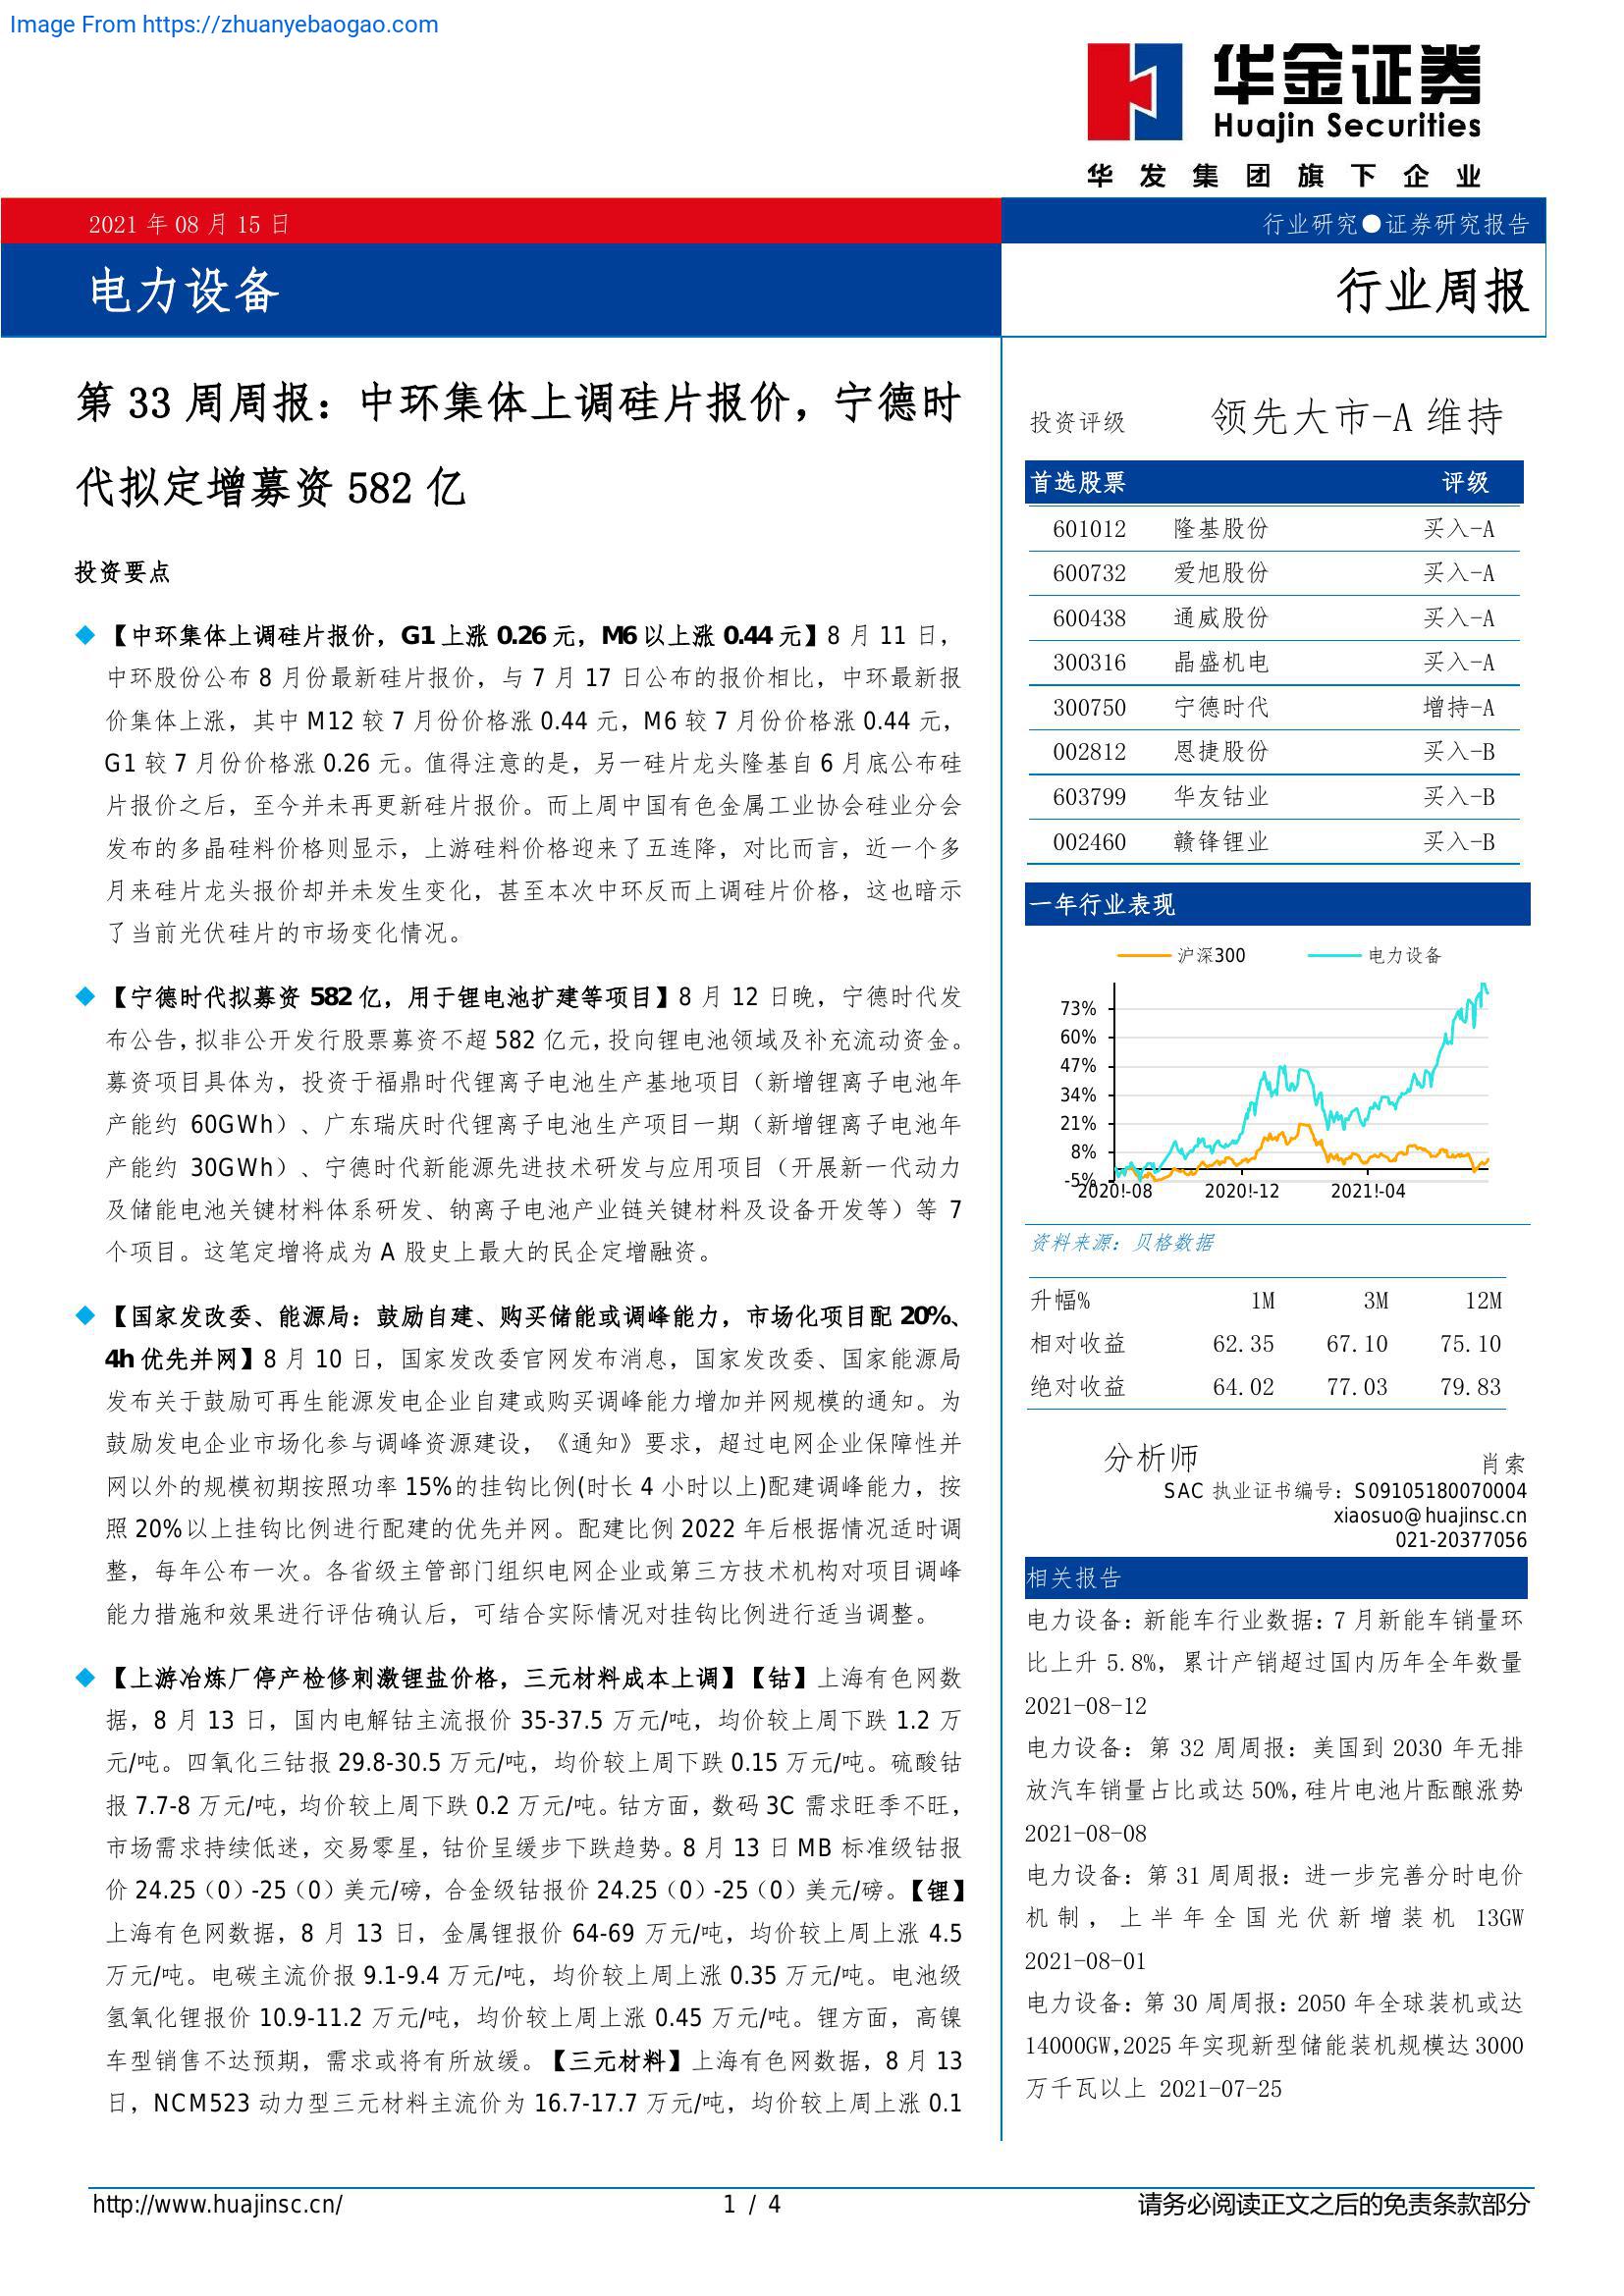 Image From https://zhuanyebaogao.com
华金证券
Huajin Securities
华发集团旗下企业
2021 年 08 月 15 日
行业研究●证券研究报告
电力设备
行业周报
第 33 周周报：中环集体上调硅片报价，宁德时
代拟定增募资 582 亿
投资要点
◆ 【中环集体上调硅片报价，G1 上涨 0.26 元，M6 以上涨 0.44 元】8 月 11 日，
中环股份公布 8 月份最新硅片报价，与 7 月 17 日公布的报价相比，中环最新报
价集体上涨，其中 M12 较 7 月份价格涨 0.44 元，M6 较 7 月份价格涨 0.44 元，
G1 较 7 月份价格涨 0.26 元。值得注意的是，另一硅片龙头隆基自 6 月底公布硅
片报价之后，至今并未再更新硅片报价。而上周中国有色金属工业协会硅业分会
发布的多晶硅料价格则显示，上游硅料价格迎来了五连降，对比而言，近一个多
月来硅片龙头报价却并未发生变化，甚至本次中环反而上调硅片价格，这也暗示
了当前光伏硅片的市场变化情况。
◆ 【宁德时代拟募资 582 亿，用于锂电池扩建等项目】8 月 12 日晚，宁德时代发
布公告，拟非公开发行股票募资不超 582 亿元，投向锂电池领域及补充流动资金。
募资项目具体为，投资于福鼎时代锂离子电池生产基地项目（新增锂离子电池年
产能约 60GWh）、广东瑞庆时代锂离子电池生产项目一期（新增锂离子电池年
产能约 30GWh）、宁德时代新能源先进技术研发与应用项目（开展新一代动力
及储能电池关键材料体系研发、钠离子电池产业链关键材料及设备开发等）等 7
个项目。这笔定增将成为 A 股史上最大的民企定增融资。
◆ 【国家发改委、能源局：鼓励自建、购买储能或调峰能力，市场化项目配 20%、
4h 优先并网】8 月 10 日，国家发改委官网发布消息，国家发改委、国家能源局
发布关于鼓励可再生能源发电企业自建或购买调峰能力增加并网规模的通知。为
鼓励发电企业市场化参与调峰资源建设，《通知》要求，超过电网企业保障性并
网以外的规模初期按照功率 15%的挂钩比例(时长 4 小时以上)配建调峰能力，按
照 20%以上挂钩比例进行配建的优先并网。配建比例 2022 年后根据情况适时调
整，每年公布一次。各省级主管部门组织电网企业或第三方技术机构对项目调峰
能力措施和效果进行评估确认后，可结合实际情况对挂钩比例进行适当调整。
◆ 【上游冶炼厂停产检修刺激锂盐价格，三元材料成本上调】【钴】上海有色网数
据，8 月 13 日，国内电解钴主流报价 35-37.5 万元/吨，均价较上周下跌 1.2 万
元/吨。四氧化三钴报 29.8-30.5 万元/吨，均价较上周下跌 0.15 万元/吨。硫酸钴
报 7.7-8 万元/吨，均价较上周下跌 0.2 万元/吨。钴方面，数码 3C 需求旺季不旺，
市场需求持续低迷，交易零星，钴价呈缓步下跌趋势。8 月 13 日 MB 标准级钴报
价 24.25（0）-25（0）美元/磅，合金级钴报价 24.25（0）-25（0）美元/磅。【锂】
上海有色网数据，8 月 13 日，金属锂报价 64-69 万元/吨，均价较上周上涨 4.5
万元/吨。电碳主流价报 9.1-9.4 万元/吨，均价较上周上涨 0.35 万元/吨。电池级
氢氧化锂报价 10.9-11.2 万元/吨，均价较上周上涨 0.45 万元/吨。锂方面，高镍
车型销售不达预期，需求或将有所放缓。【三元材料】上海有色网数据，8 月 13
日，NCM523 动力型三元材料主流价为 16.7-17.7 万元/吨，均价较上周上涨 0.1
投资评级 领先大市-A 维持
首选股票 评级
601012 隆基股份 买入-A
600732 爱旭股份 买入-A
600438 通威股份 买入-A
300316 晶盛机电 买入-A
300750 宁德时代 增持-A
002812 恩捷股份 买入-B
603799 华友钴业 买入-B
002460 赣锋锂业 买入-B
一年行业表现
沪深300 电力设备
73%
60%
47%
34%
21%
8%
-5%
2020!-08 2020!-12 2021!-04
资料来源：贝格数据
升幅% 1M 3M 12M
相对收益 62.35 67.10 75.10
绝对收益 64.02 77.03 79.83
分析师 肖索
SAC 执业证书编号：S09105180070004
xiaosuo@huajinsc.cn
021-20377056
相关报告
电力设备：新能车行业数据：7 月新能车销量环
比上升 5.8%，累计产销超过国内历年全年数量
2021-08-12
电力设备：第 32 周周报：美国到 2030 年无排
放汽车销量占比或达 50%，硅片电池片酝酿涨势
2021-08-08
电力设备：第 31 周周报：进一步完善分时电价
机制，上半年全国光伏新增装机 13GW
2021-08-01
电力设备：第 30 周周报：2050 年全球装机或达
14000GW,2025 年实现新型储能装机规模达 3000
万千瓦以上 2021-07-25
http://www.huajinsc.cn/ 1 / 4 请务必阅读正文之后的免责条款部分